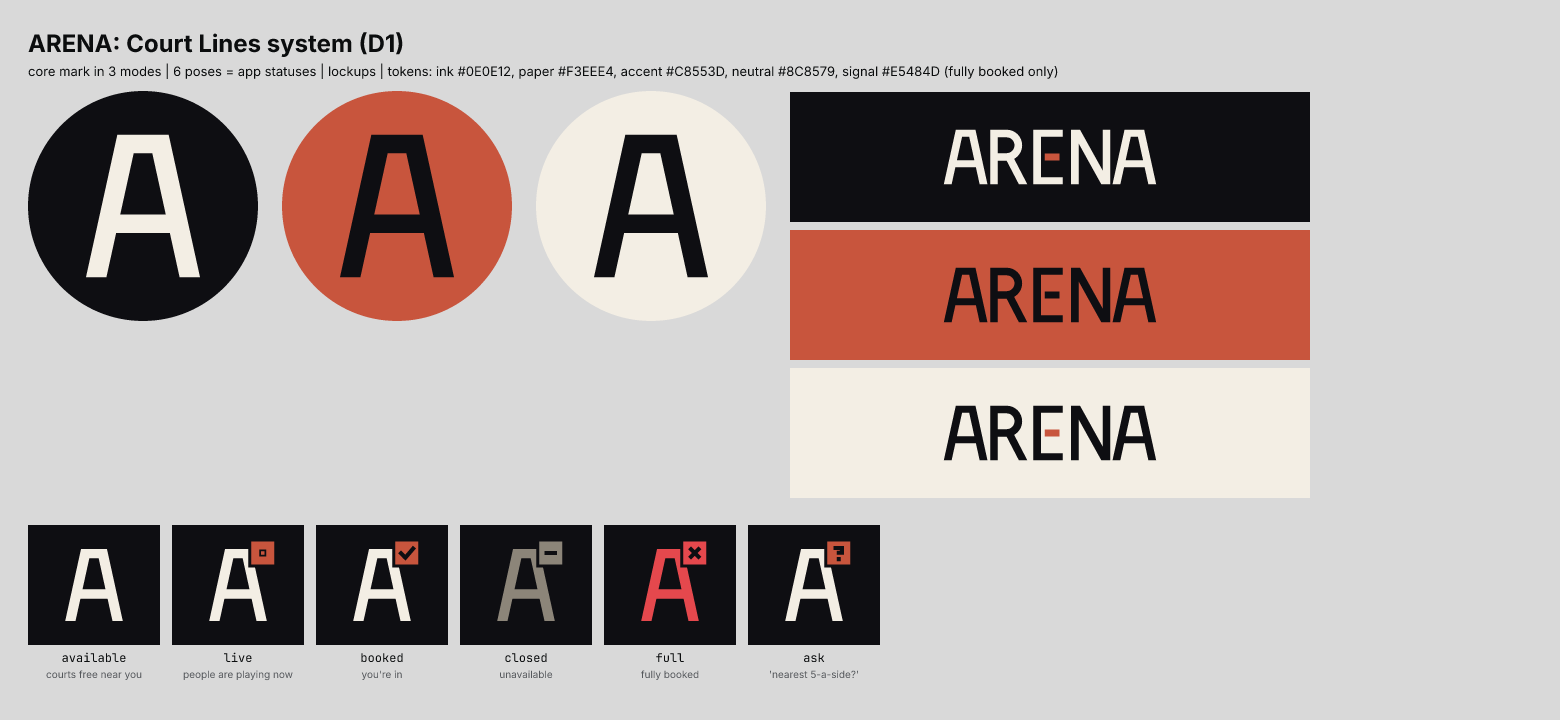 ARENA: Court Lines system (D1)
core mark in 3 modes | 6 poses = app statuses | lockups | tokens: ink #0E0E12, paper #F3EEE4, accent #C8553D, neutral #8C8579, signal #E5484D (fully booked only)
A A A
ARENA
ARENA
ARENA
A A A A A A ?
available live booked closed full ask
courts free near you people are playing now you're in unavailable fully booked 'nearest 5-a-side?'